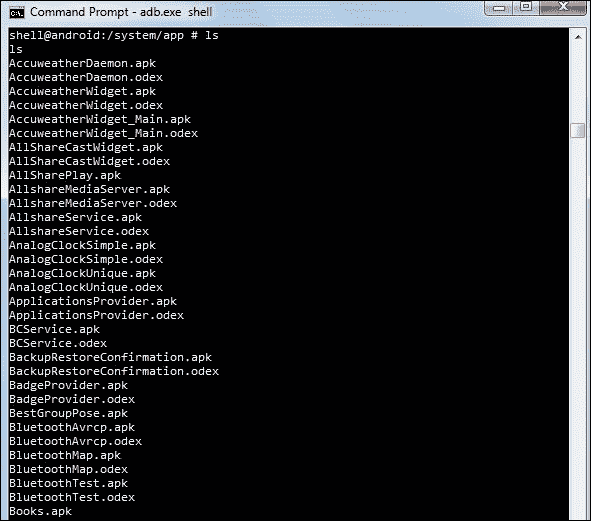 Command Prompt - adb.exe shell
shell@android:/system/app # ls
ls
AccuweatherDaemon.apk
AccuweatherDaemon.odex
AccuweatherWidget.apk
AccuweatherWidget.odex
AccuweatherWidget_Main.apk
AccuweatherWidget_Main.odex
AllShareCastWidget.apk
AllShareCastWidget.odex
AllSharePlay.apk
AllshareMediaServer.apk
AllshareMediaServer.odex
AllshareService.apk
AllshareService.odex
AnalogClockSimple.apk
AnalogClockSimple.odex
AnalogClockUnique.apk
AnalogClockUnique.odex
ApplicationsProvider.apk
ApplicationsProvider.odex
BCService.apk
BCService.odex
BackupRestoreConfirmation.apk
BackupRestoreConfirmation.odex
BadgeProvider.apk
BadgeProvider.odex
BestGroupPose.apk
BluetoothAvrcp.apk
BluetoothAvrcp.odex
BluetoothMap.apk
BluetoothMap.odex
BluetoothTest.apk
BluetoothTest.odex
Books.apk